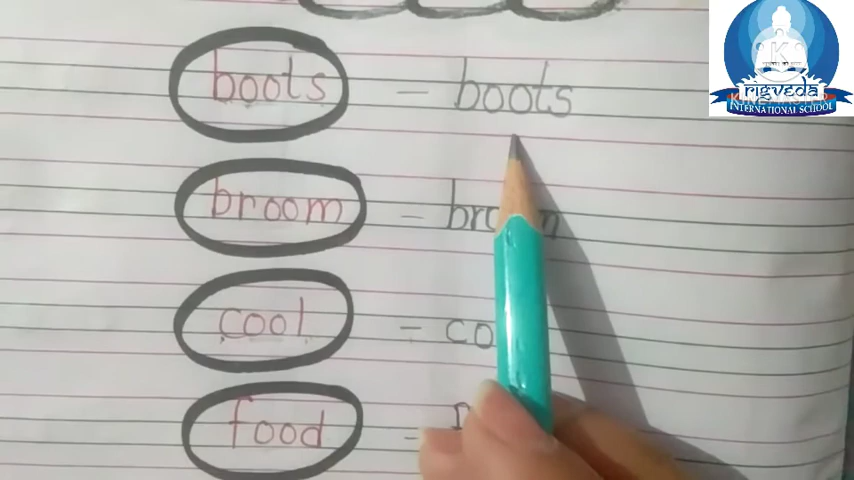 rigveda
INTERNATIONAL SCHOOL
boots - boots
broom -
cool -
food -